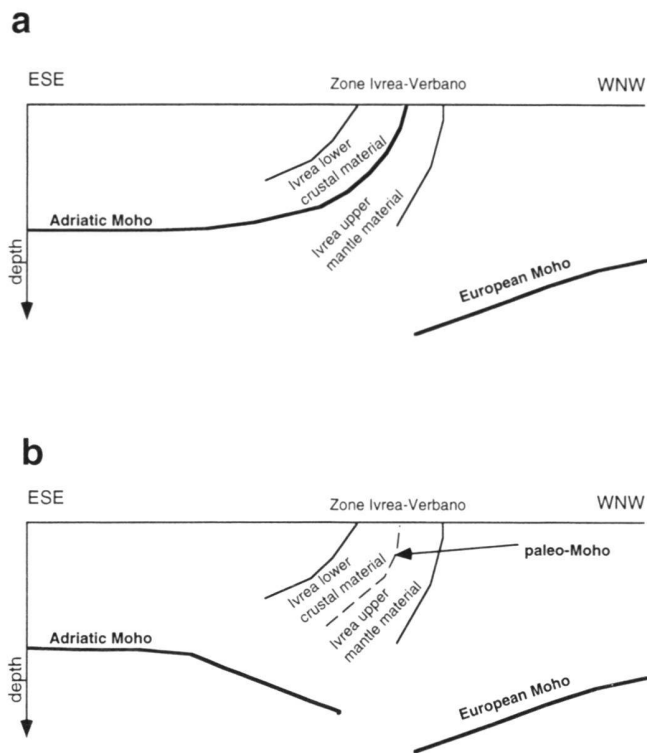 a
ESE
Zone Ivrea-Verbano
WNW
Ivrea lower
crustal material
Ivrea upper
mantle material
Adriatic Moho
depth
European Moho
b
ESE
Zone Ivrea-Verbano
WNW
paleo-Moho
Ivrea lower
crustal material
Ivrea upper
mantle material
Adriatic Moho
depth
European Moho